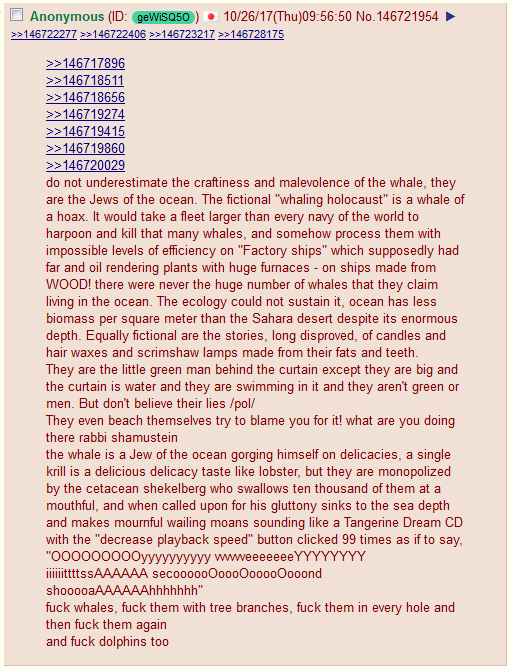 Anonymous (ID: geWiSQ5O) 10/26/17(Thu)09:56:50 No.146721954 ▶
>>146722277 >>146722406 >>146723217 >>146728175
>>146717896
>>146718511
>>146718656
>>146719274
>>146719415
>>146719860
>>146720029
do not underestimate the craftiness and malevolence of the whale, they
are the Jews of the ocean. The fictional "whaling holocaust" is a whale of
a hoax. It would take a fleet larger than every navy of the world to
harpoon and kill that many whales, and somehow process them with
impossible levels of efficiency on "Factory ships" which supposedly had
far and oil rendering plants with huge furnaces - on ships made from
WOOD! there were never the huge number of whales that they claim
living in the ocean. The ecology could not sustain it, ocean has less
biomass per square meter than the Sahara desert despite its enormous
depth. Equally fictional are the stories, long disproved, of candles and
hair waxes and scrimshaw lamps made from their fats and teeth.
They are the little green man behind the curtain except they are big and
the curtain is water and they are swimming in it and they aren't green or
men. But don't believe their lies /pol/
They even beach themselves try to blame you for it! what are you doing
there rabbi shamustein
the whale is a Jew of the ocean gorging himself on delicacies, a single
krill is a delicious delicacy taste like lobster, but they are monopolized
by the cetacean shekelberg who swallows ten thousand of them at a
mouthful, and when called upon for his gluttony sinks to the sea depth
and makes mournful wailing moans sounding like a Tangerine Dream CD
with the "decrease playback speed" button clicked 99 times as if to say,
"OOOOOOOOOyyyyyyyyyy vwweeeeeeeYYYYYYYY
iiiiiittttssAAAAAA secoooooOoooOooooOooond
shooooaAAAAAAhhhhhhh"
fuck whales, fuck them with tree branches, fuck them in every hole and
then fuck them again
and fuck dolphins too